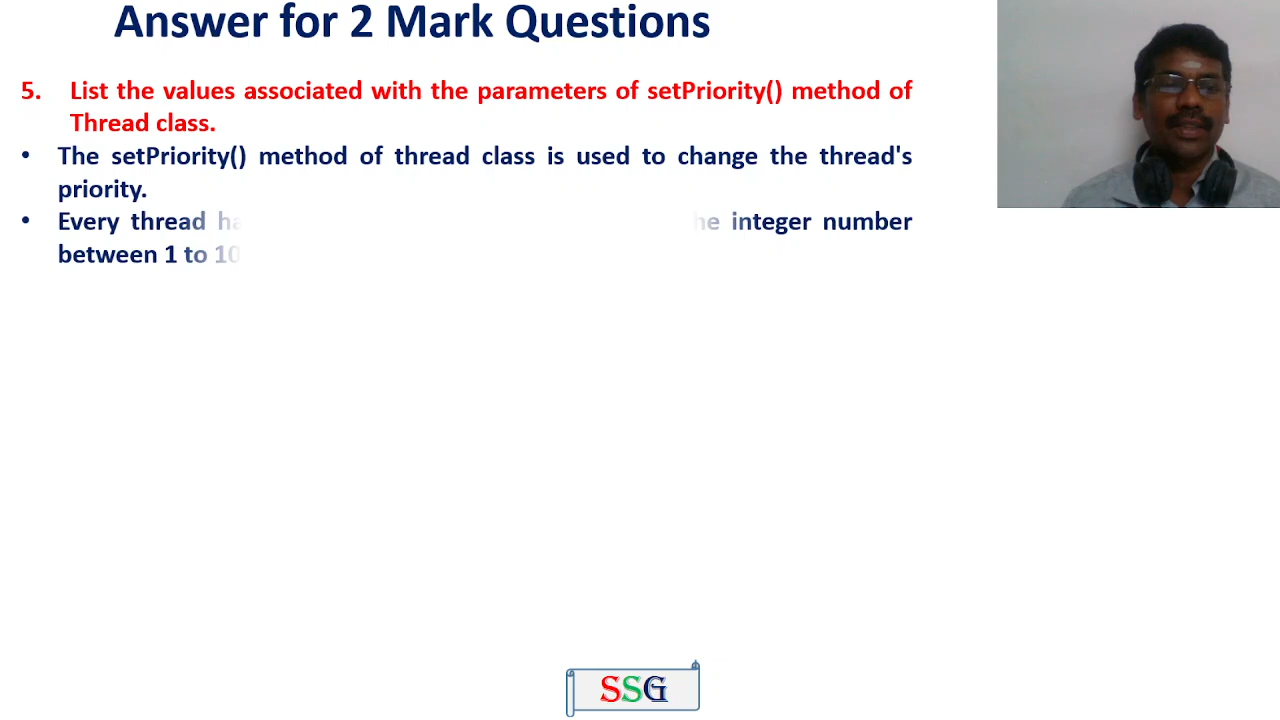 Answer for 2 Mark Questions
5. List the values associated with the parameters of setPriority() method of
Thread class.
• The setPriority() method of thread class is used to change the thread's
priority.
• Every thread integer number
between 1 to 10
SSG